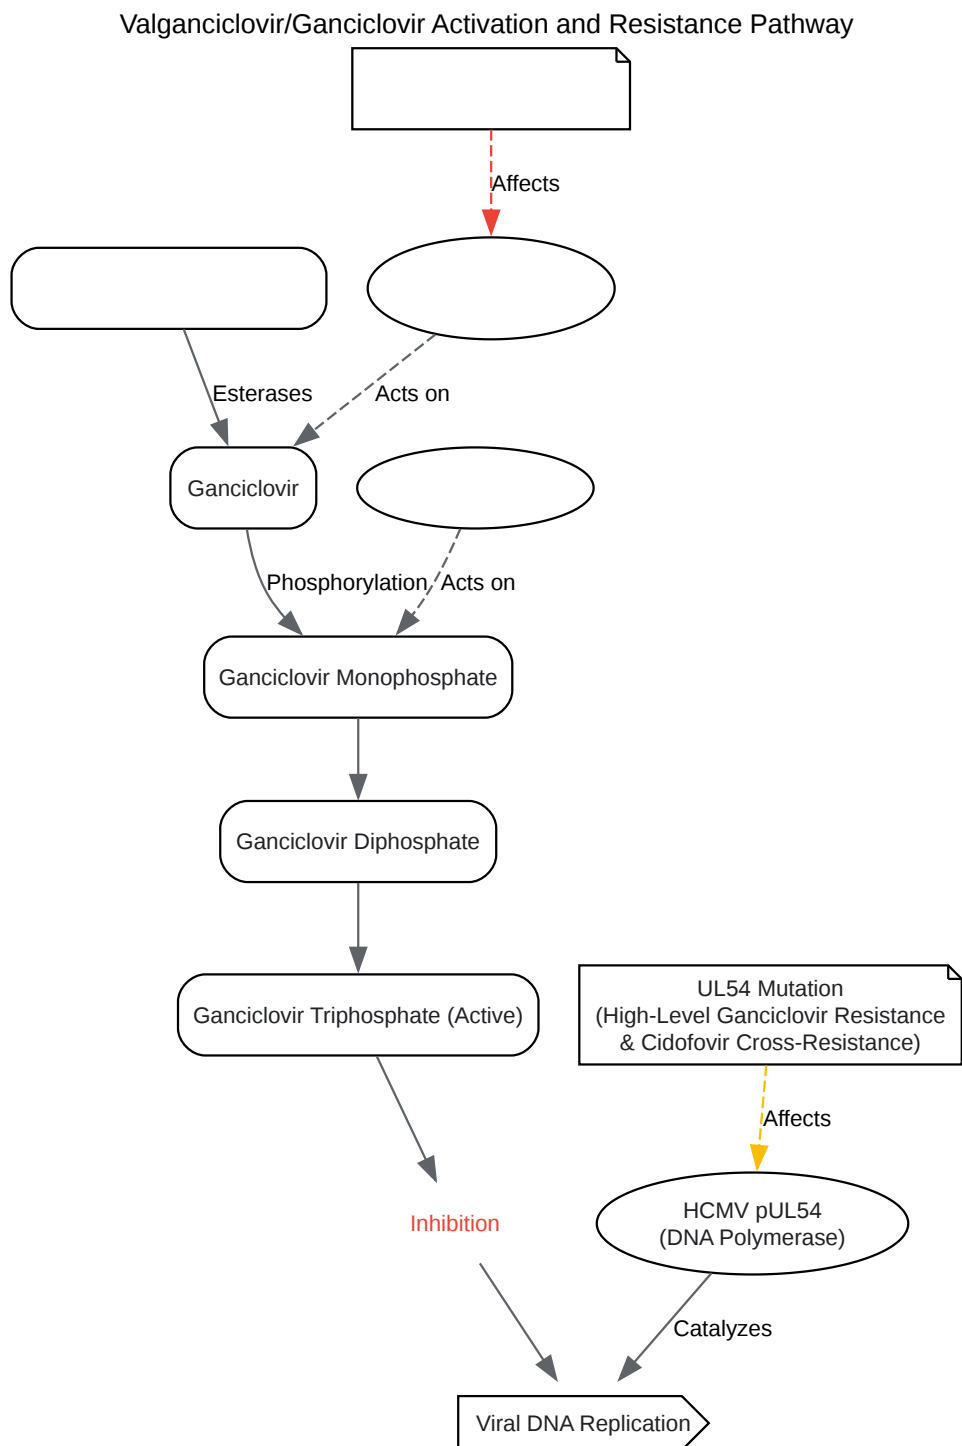 Valganciclovir/Ganciclovir Activation and Resistance Pathway
Affects
Esterases
Acts on
Ganciclovir
Phosphorylation
Acts on
Ganciclovir Monophosphate
Ganciclovir Diphosphate
Ganciclovir Triphosphate (Active)
UL54 Mutation
(High-Level Ganciclovir Resistance
& Cidofovir Cross-Resistance)
Affects
Inhibition
HCMV pUL54
(DNA Polymerase)
Catalyzes
Viral DNA Replication